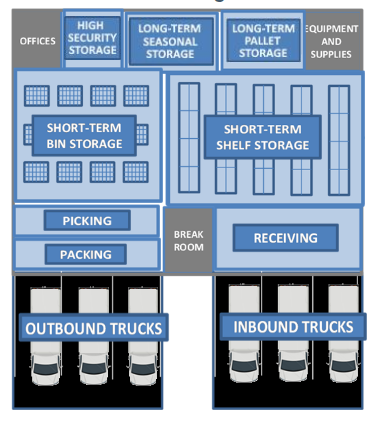 OFFICES
HIGH
SECURITY
STORAGE
LONG-TERM
SEASONAL
STORAGE
LONG-TERM
PALLET
STORAGE
EQUIPMENT
AND
SUPPLIES
SHORT-TERM
BIN STORAGE
SHORT-TERM
SHELF STORAGE
PICKING
PACKING
BREAK
ROOM
RECEIVING
OUTBOUND TRUCKS
INBOUND TRUCKS